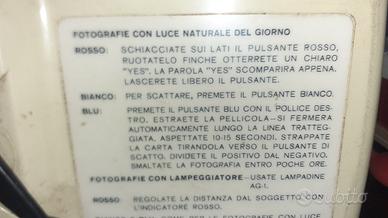 FOTOGRAFIE CON LUCE NATURALE DEL GIORNO
ROSSO: SCHIACCIATE SUI LATI IL PULSANTE ROSSO,
RUOTATELO FINCHE OTTERRETE UN CHIARO
"YES". LA PAROLA "YES" SCOMPARIRA APPENA.
LASCERETE LIBERO IL PULSANTE.
BIANCO: PER SCATTARE, PREMETE IL PULSANTE BIANCO.
BLU: PREMETE IL PULSANTE BLU CON IL POLLICE DE-
STRO. ESTRAETE LA PELLICOLA-SI FERMERA
AUTOMATICAMENTE LUNGO LA LINEA TRATTEG-
GIATA. ASPETTATE 10-15 SECONDI. STRAPPATE
LA CARTA TIRANDOLA VERSO IL PULSANTE DI
SCATTO. DIVIDETE IL POSITIVO DAL NEGATIVO.
SMALTATE LA FOTOGRAFIA ENTRO POCHE ORE.
FOTOGRAFIE CON LAMPEGGIATORE-USATE LAMPADINE
AG-1.
ROSSO: REGOLATE LA DISTANZA DAL SOGGETTO CON
L'INDICATORE ROSSO.
subito.it